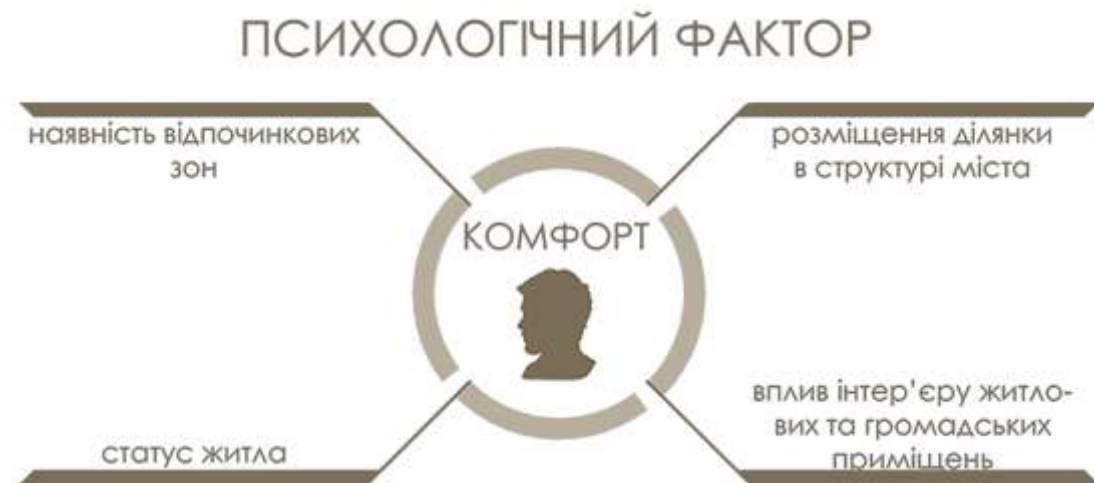 ПСИХОЛОГІЧНИЙ ФАКТОР
наявність відпочинкових
зон
розміщення ділянки
в структурі міста
КОМФОРТ
статус житла
вплив інтер’єру житло-
вих та громадських
приміщень